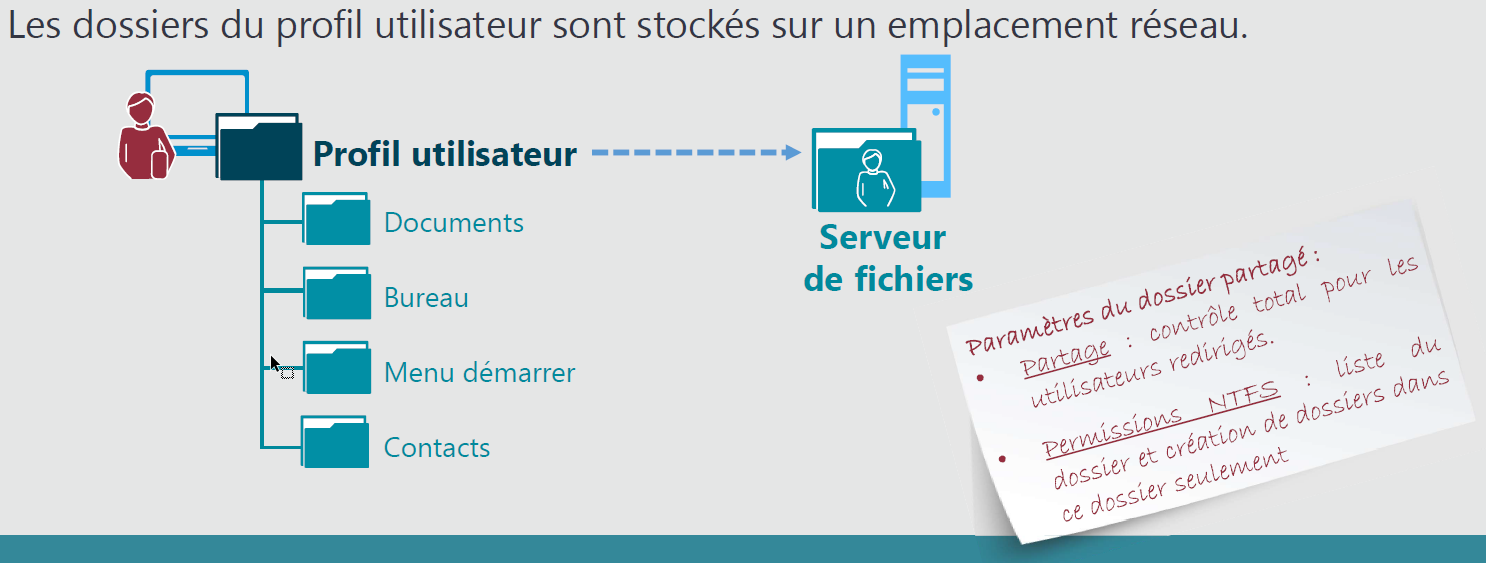 Les dossiers du profil utilisateur sont stockés sur un emplacement réseau.
Profil utilisateur
Documents
Bureau
Menu démarrer
Contacts
Serveur
de fichiers
Paramètres du dossier partagé :
• Partage : contrôle total pour les
utilisateurs redirigés.
• Permissions NTFS : liste du
dossier et création de dossiers dans
ce dossier seulement